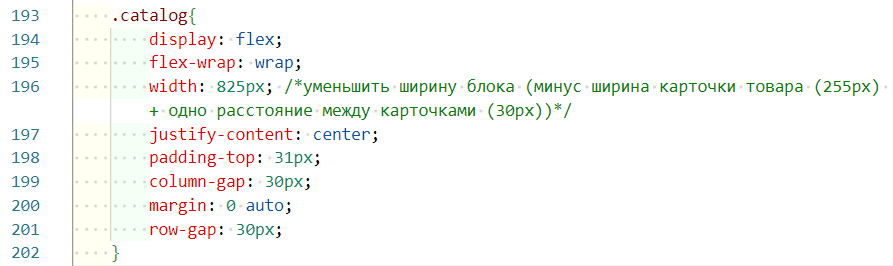 193 .catalog{
194 display: flex;
195 flex-wrap: wrap;
196 width: 825px; /*уменьшить ширину блока (минус ширина карточки товара (255px)
+ одно расстояние между карточками (30px))*/
197 justify-content: center;
198 padding-top: 31px;
199 column-gap: 30px;
200 margin: 0 auto;
201 row-gap: 30px;
202 }